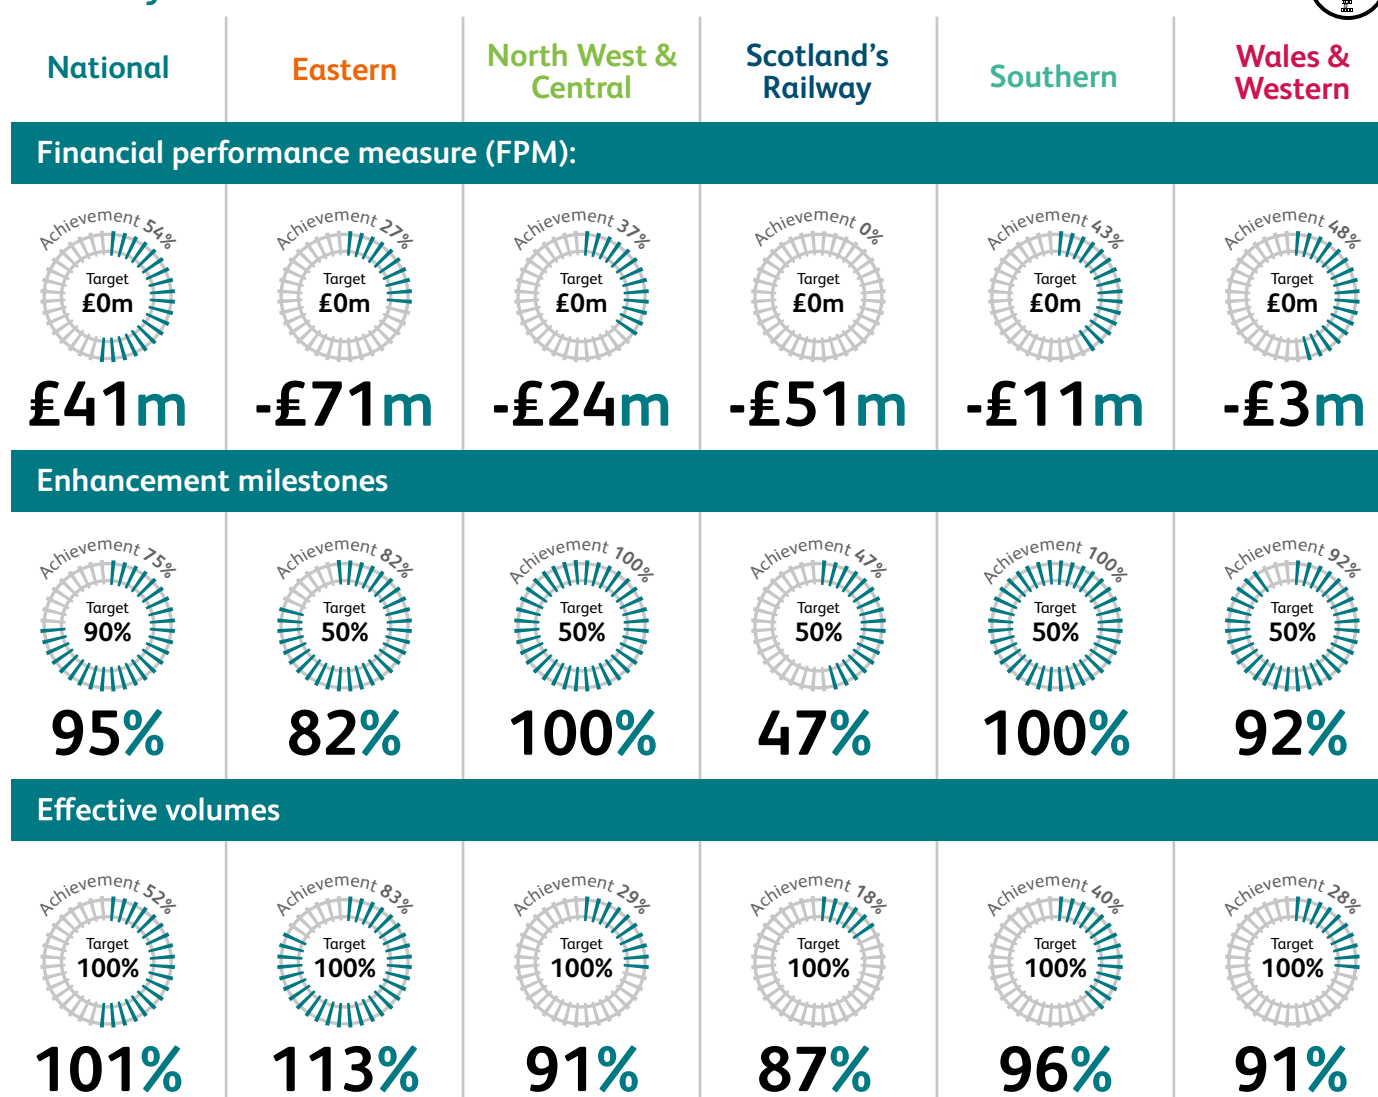 National
Eastern
North West &
Central
Scotland's
Railway
Southern
Wales &
Western
Financial performance measure (FPM):
Achievement 54%
Target
£0m
£41m
Achievement 27%
Target
£0m
-£71m
Achievement 37%
Target
£0m
-£24m
Achievement 0%
Target
£0m
-£51m
Achievement 43%
Target
£0m
-£11m
Achievement 48%
Target
£0m
-£3m
Enhancement milestones
Achievement 75%
Target
90%
95%
Achievement 82%
Target
50%
82%
Achievement 100%
Target
50%
100%
Achievement 47%
Target
50%
47%
Achievement 100%
Target
50%
100%
Achievement 92%
Target
50%
92%
Effective volumes
Achievement 52%
Target
100%
101%
Achievement 83%
Target
100%
113%
Achievement 29%
Target
100%
91%
Achievement 18%
Target
100%
87%
Achievement 40%
Target
100%
96%
Achievement 28%
Target
100%
91%